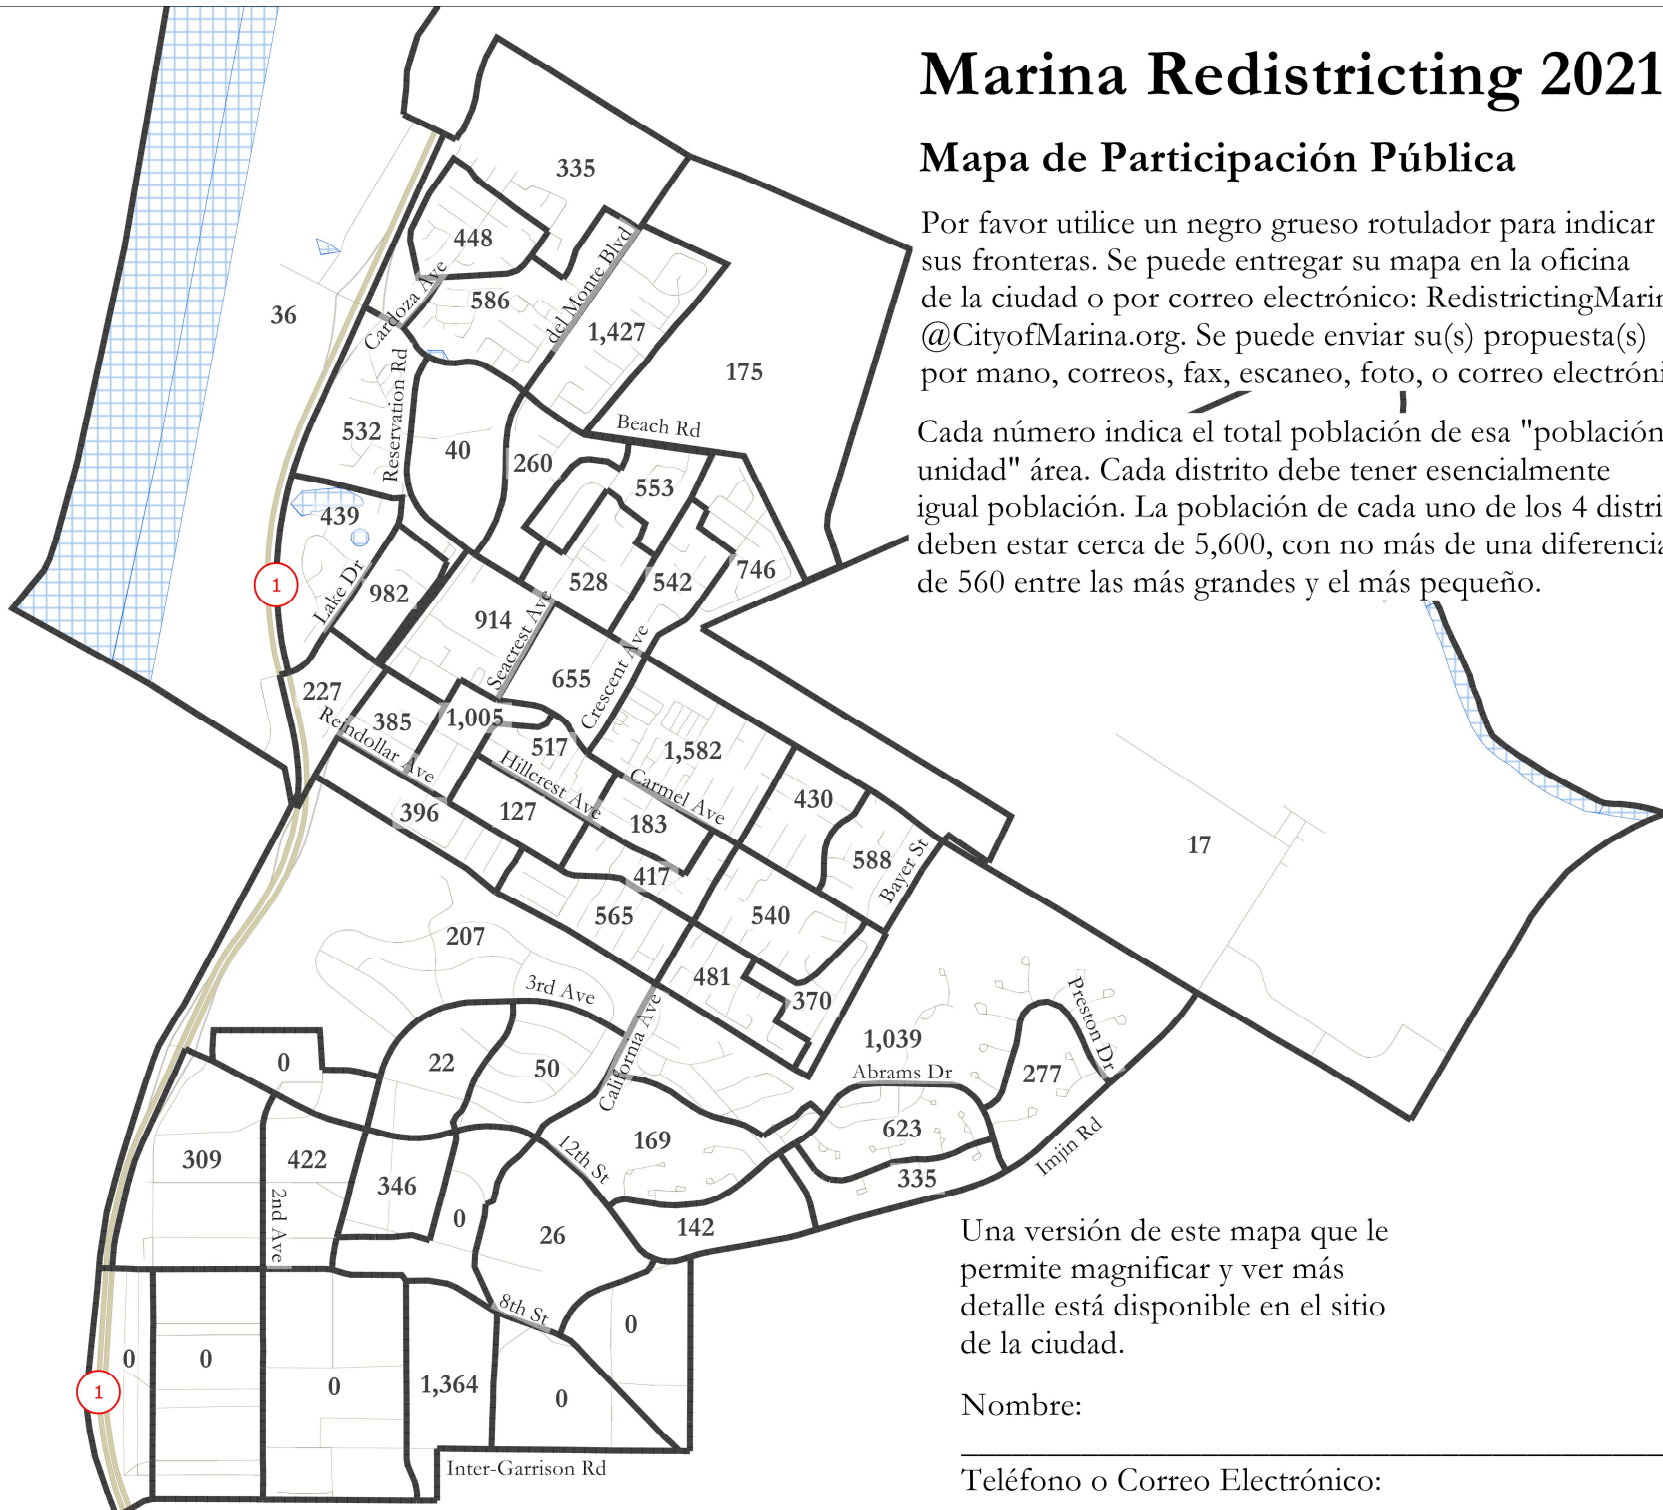 Marina Redistricting 2021
Mapa de Participación Pública
Por favor utilice un negro grueso rotulador para indicar
sus fronteras. Se puede entregar su mapa en la oficina
de la ciudad o por correo electrónico: RedistrictingMarin
@CityofMarina.org. Se puede enviar su(s) propuesta(s)
por mano, correos, fax, escaneo, foto, o correo electróni
Cada número indica el total población de esa "población
unidad" área. Cada distrito debe tener esencialmente
igual población. La población de cada uno de los 4 distri
deben estar cerca de 5,600, con no más de una diferencia
de 560 entre las más grandes y el más pequeño.
335
448
Cardoza Ave
586
del Monte Blvd
36
1,427
175
Reservation Rd
532
40
Beach Rd
260
553
439
1
Lake Dr
982
528
542
746
914
Seacrest Ave
655
Crescent Ave
227
Reindollar Ave
385
1,005
517
Hillcrest Ave
1,582
Carmel Ave
430
396
127
183
588
Bayer St
17
417
565
540
207
481
370
3rd Ave
California Ave
1,039
Preston Dr
0
22
50
Abrams Dr
277
309
422
346
12th St
169
623
335
Imjin Rd
2nd Ave
0
26
142
8th St
0
1
0
0
0
1,364
0
Inter-Garrison Rd
Una versión de este mapa que le
permite magnificar y ver más
detalle está disponible en el sitio
de la ciudad.
Nombre:
Teléfono o Correo Electrónico: